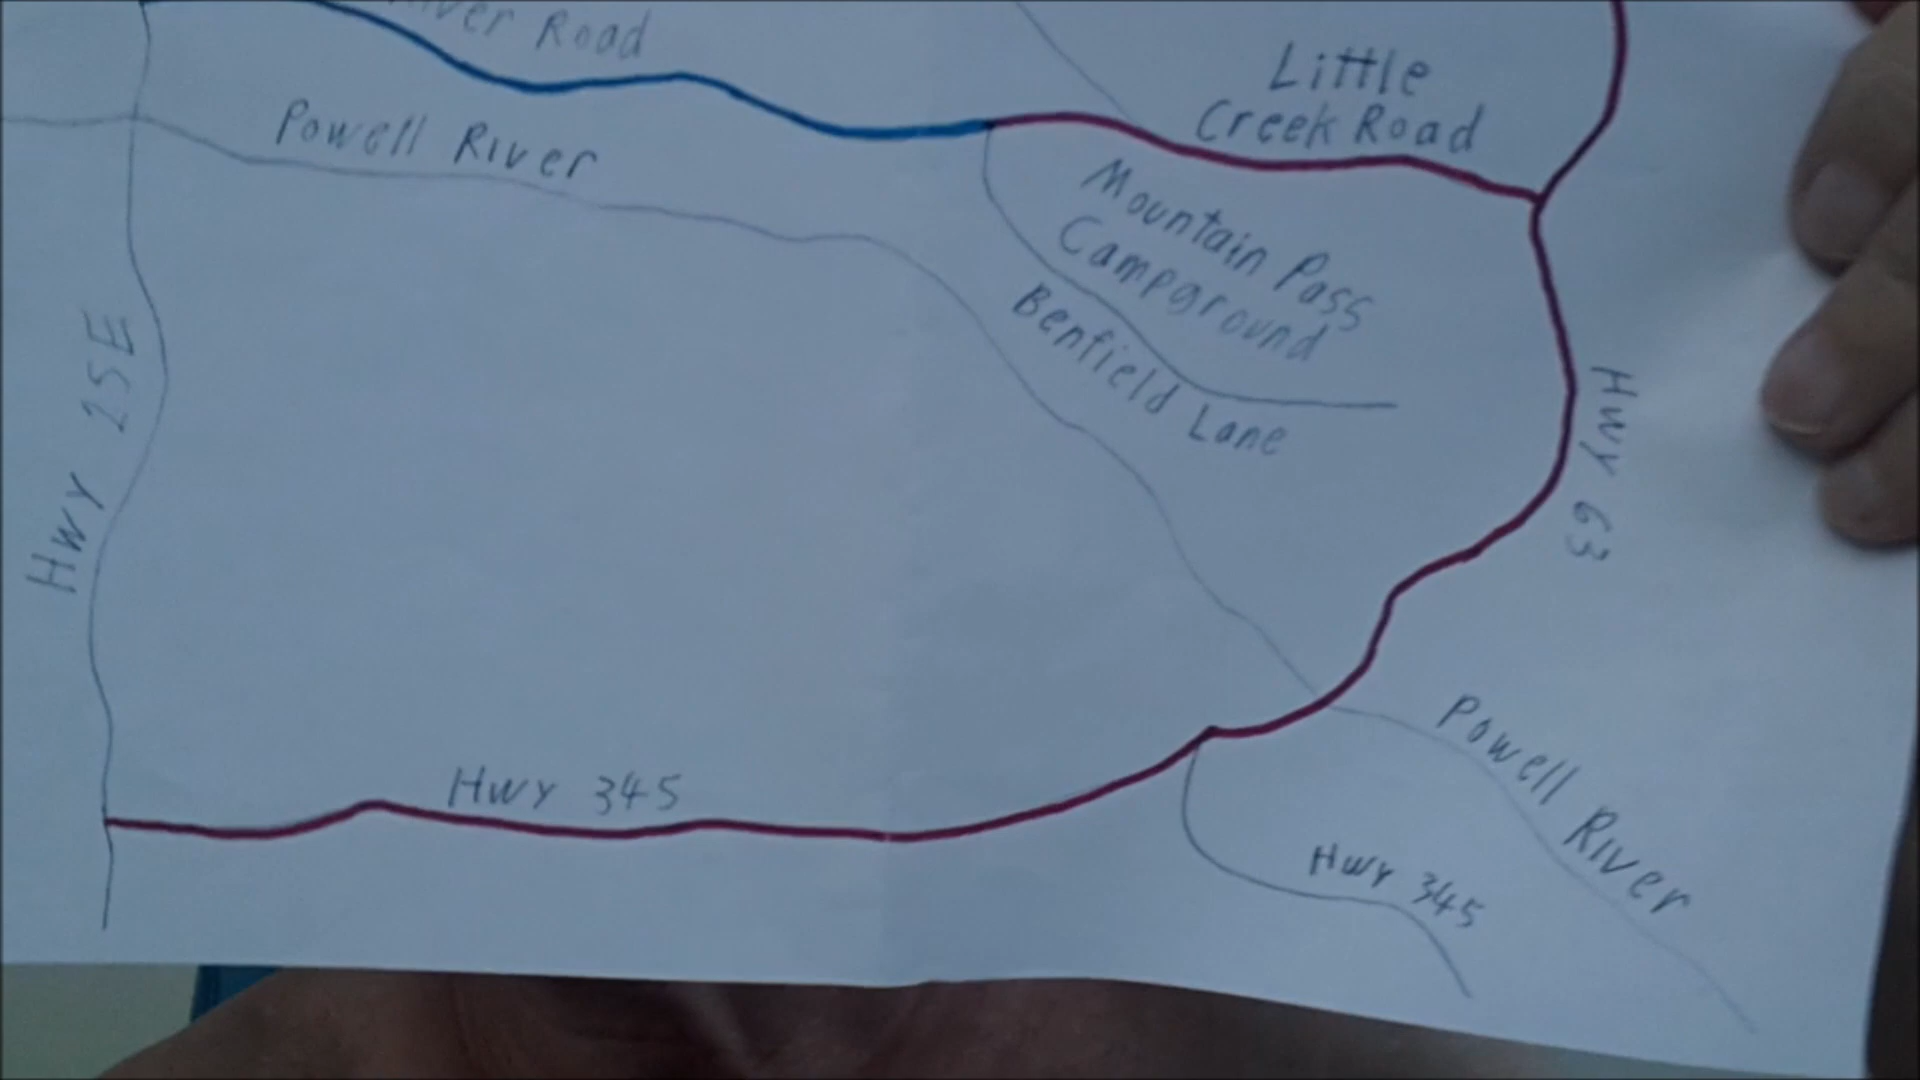 Road
Little
Creek Road
Powell River
Mountain Pass
Campground
Benfield Lane
Hwy 25E
Hwy 63
Powell River
Hwy 345
Hwy 345